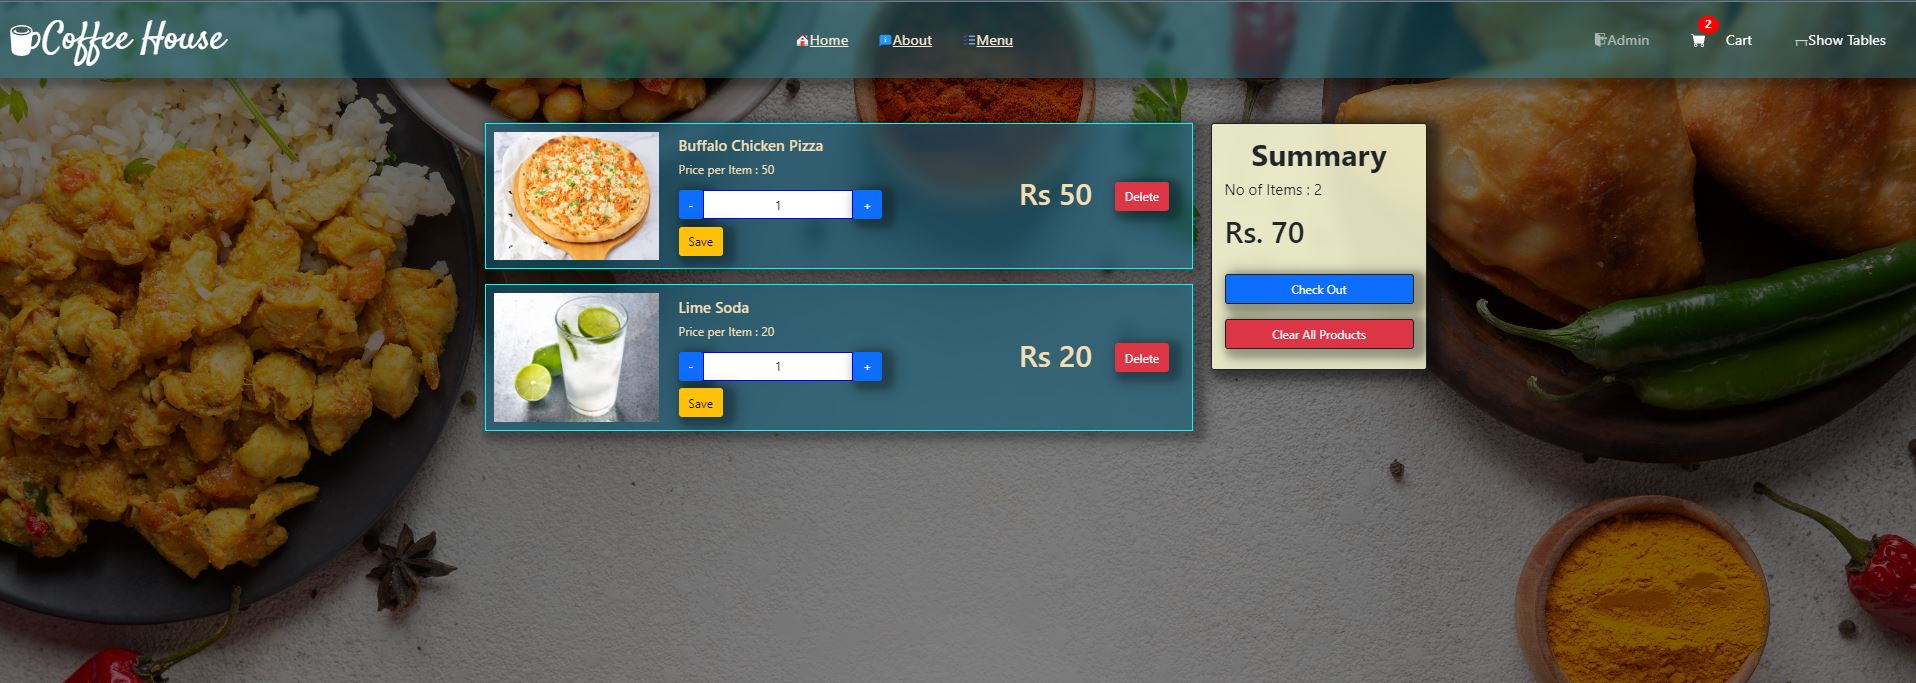 Coffee House
Home
About
Menu
Admin
2
Cart
Show Tables
Buffalo Chicken Pizza
Price per Item : 50
- 1 +
Save
Rs 50
Delete
Lime Soda
Price per Item : 20
- 1 +
Save
Rs 20
Delete
Summary
No of Items : 2
Rs. 70
Check Out
Clear All Products